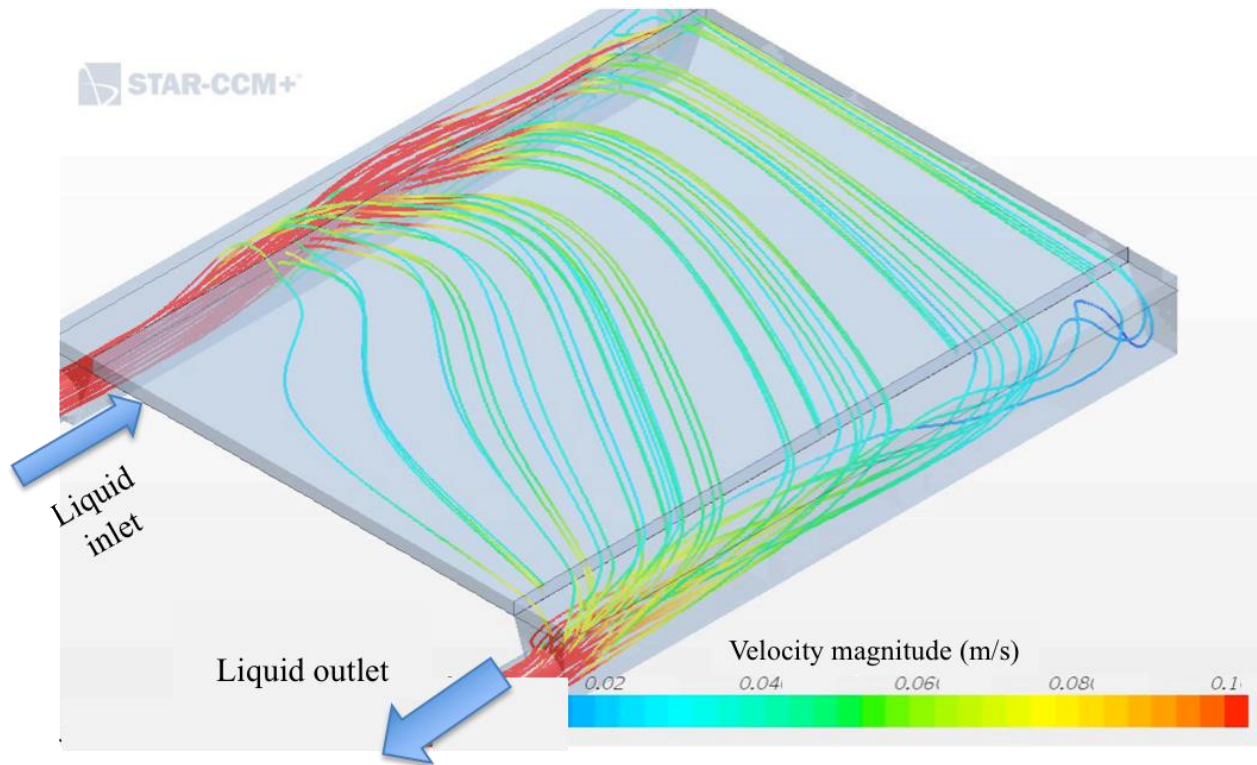 STAR-CCM+
Liquid
inlet
Liquid outlet
Velocity magnitude (m/s)
0.02 0.04 0.06 0.08 0.1